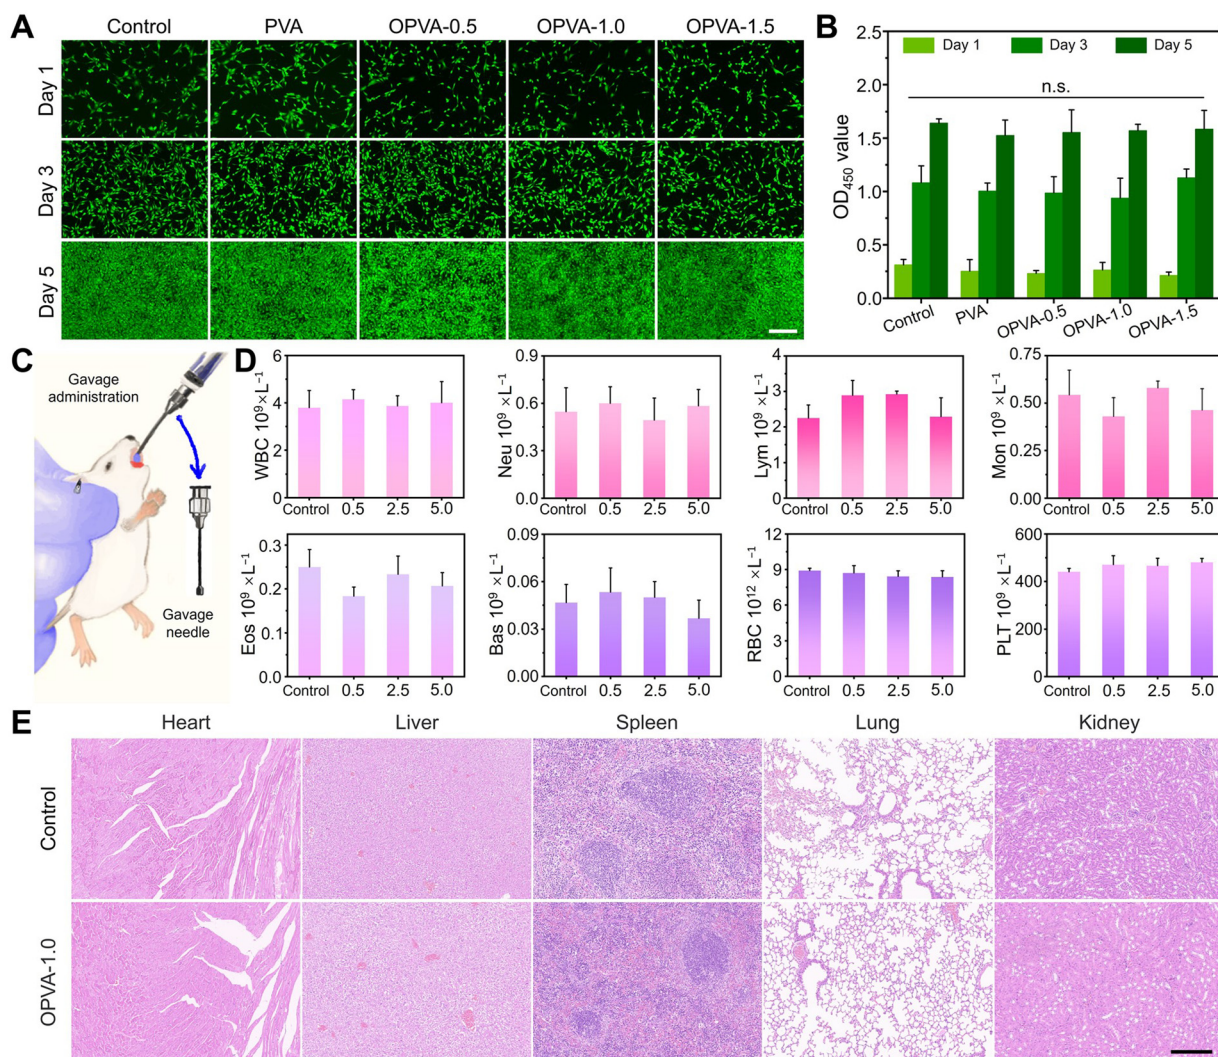 A
Control PVA OPVA-0.5 OPVA-1.0 OPVA-1.5
Day 1
Day 3
Day 5
B
OD450 value
2.5
2.0
1.5
1.0
0.5
0.0
Day 1 Day 3 Day 5
n.s.
Control PVA OPVA-0.5 OPVA-1.0 OPVA-1.5
C
Gavage
administration
Gavage
needle
D
WBC 10⁹ ×L⁻¹
6
4
2
0
Control 0.5 2.5 5.0
Neu 10⁹ ×L⁻¹
0.9
0.6
0.3
0.0
Control 0.5 2.5 5.0
Lym 10⁹ ×L⁻¹
4
3
2
1
0
Control 0.5 2.5 5.0
Mon 10⁹ ×L⁻¹
0.75
0.50
0.25
0.00
Control 0.5 2.5 5.0
Eos 10⁹ ×L⁻¹
0.3
0.2
0.1
0.0
Control 0.5 2.5 5.0
Bas 10⁹ ×L⁻¹
0.09
0.06
0.03
0.00
Control 0.5 2.5 5.0
RBC 10¹² ×L⁻¹
12
9
6
3
0
Control 0.5 2.5 5.0
PLT 10⁹ ×L⁻¹
600
400
200
0
Control 0.5 2.5 5.0
E
Heart Liver Spleen Lung Kidney
Control
OPVA-1.0